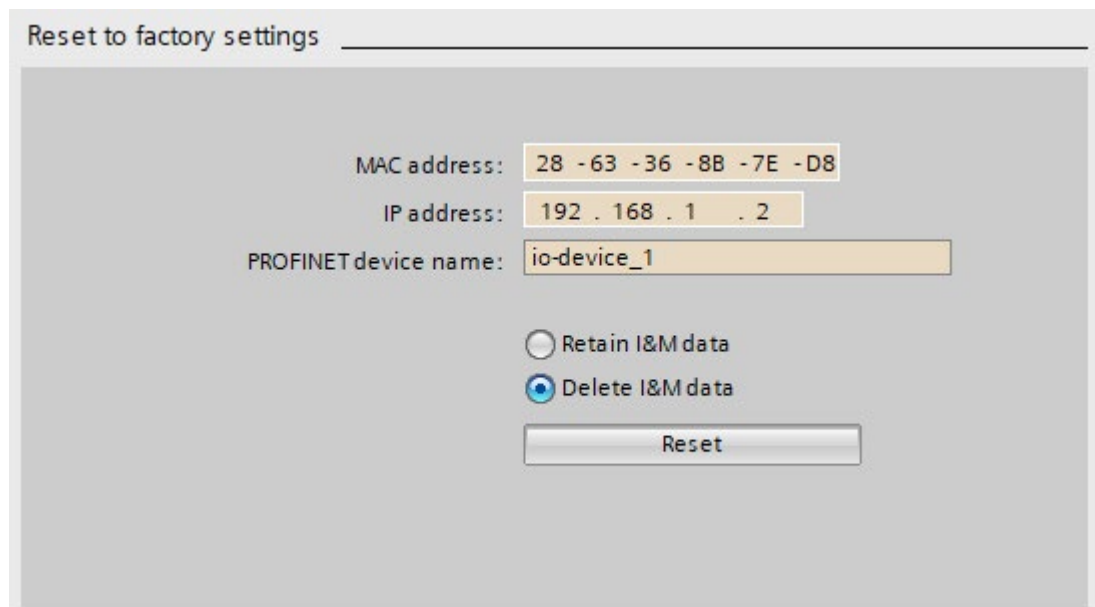 Reset to factory settings
MAC address: 28 -63 -36 -8B -7E -D8
IP address: 192 . 168 . 1 . 2
PROFINET device name: io-device_1
Retain I&M data
Delete I&M data
Reset